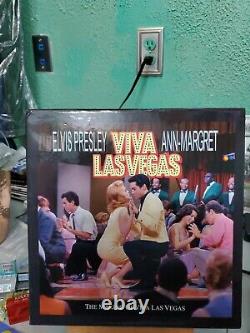 ELVIS PRESLEY VIVA ANN-MARGRET
LAS VEGAS
THE M
LAS VEGAS